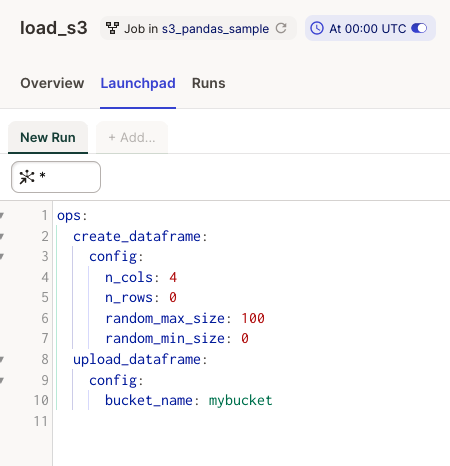 load_s3 Job in s3_pandas_sample At 00:00 UTC
Overview Launchpad Runs
New Run + Add...
*
1 ops:
2 create_dataframe:
3 config:
4 n_cols: 4
5 n_rows: 0
6 random_max_size: 100
7 random_min_size: 0
8 upload_dataframe:
9 config:
10 bucket_name: mybucket
11